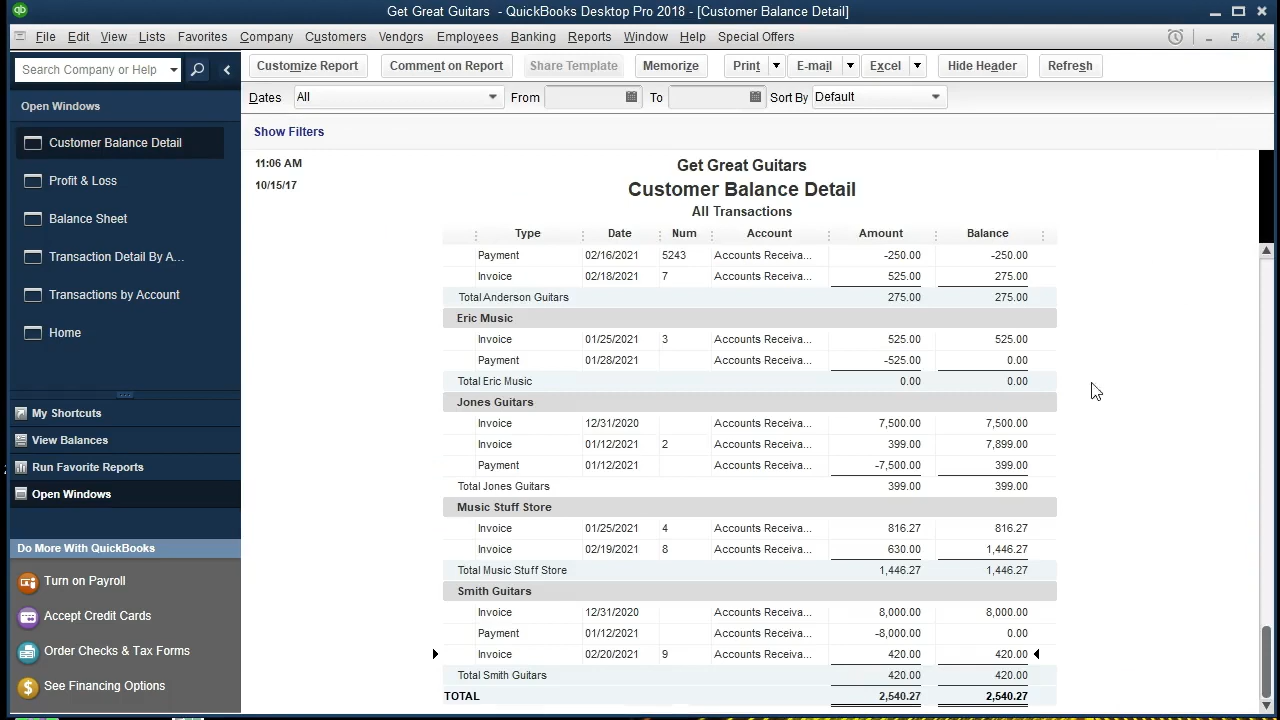 Get Great Guitars - QuickBooks Desktop Pro 2018 - [Customer Balance Detail]
File Edit View Lists Favorites Company Customers Vendors Employees Banking Reports Window Help Special Offers
Search Company or Help
Customize Report Comment on Report Share Template Memorize Print E-mail Excel Hide Header Refresh
Dates All From To Sort By Default
Open Windows
Show Filters
Customer Balance Detail
Profit & Loss
Balance Sheet
Transaction Detail By A...
Transactions by Account
Home
My Shortcuts
View Balances
Run Favorite Reports
Open Windows
Do More With QuickBooks
Turn on Payroll
Accept Credit Cards
Order Checks & Tax Forms
See Financing Options
11:06 AM
10/15/17
Get Great Guitars
Customer Balance Detail
All Transactions
Type Date Num Account Amount Balance
Payment 02/16/2021 5243 Accounts Receiva... -250.00 -250.00
Invoice 02/18/2021 7 Accounts Receiva... 525.00 275.00
Total Anderson Guitars 275.00 275.00
Eric Music
Invoice 01/25/2021 3 Accounts Receiva... 525.00 525.00
Payment 01/28/2021 Accounts Receiva... -525.00 0.00
Total Eric Music 0.00 0.00
Jones Guitars
Invoice 12/31/2020 Accounts Receiva... 7,500.00 7,500.00
Invoice 01/12/2021 2 Accounts Receiva... 399.00 7,899.00
Payment 01/12/2021 Accounts Receiva... -7,500.00 399.00
Total Jones Guitars 399.00 399.00
Music Stuff Store
Invoice 01/25/2021 4 Accounts Receiva... 816.27 816.27
Invoice 02/19/2021 8 Accounts Receiva... 630.00 1,446.27
Total Music Stuff Store 1,446.27 1,446.27
Smith Guitars
Invoice 12/31/2020 Accounts Receiva... 8,000.00 8,000.00
Payment 01/12/2021 Accounts Receiva... -8,000.00 0.00
Invoice 02/20/2021 9 Accounts Receiva... 420.00 420.00
Total Smith Guitars 420.00 420.00
TOTAL 2,540.27 2,540.27